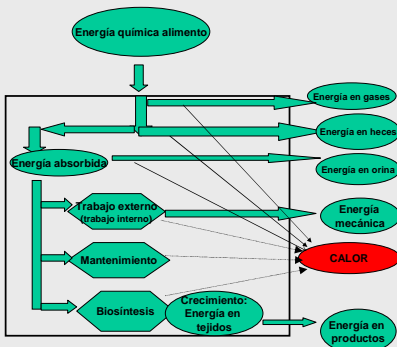 Energía química alimento
Energía en gases
Energía en heces
Energía absorbida
Energía en orina
Trabajo externo
(trabajo interno)
Energía
mecánica
Mantenimiento
CALOR
Biosíntesis
Crecimiento:
Energía en
tejidos
Energía en
productos